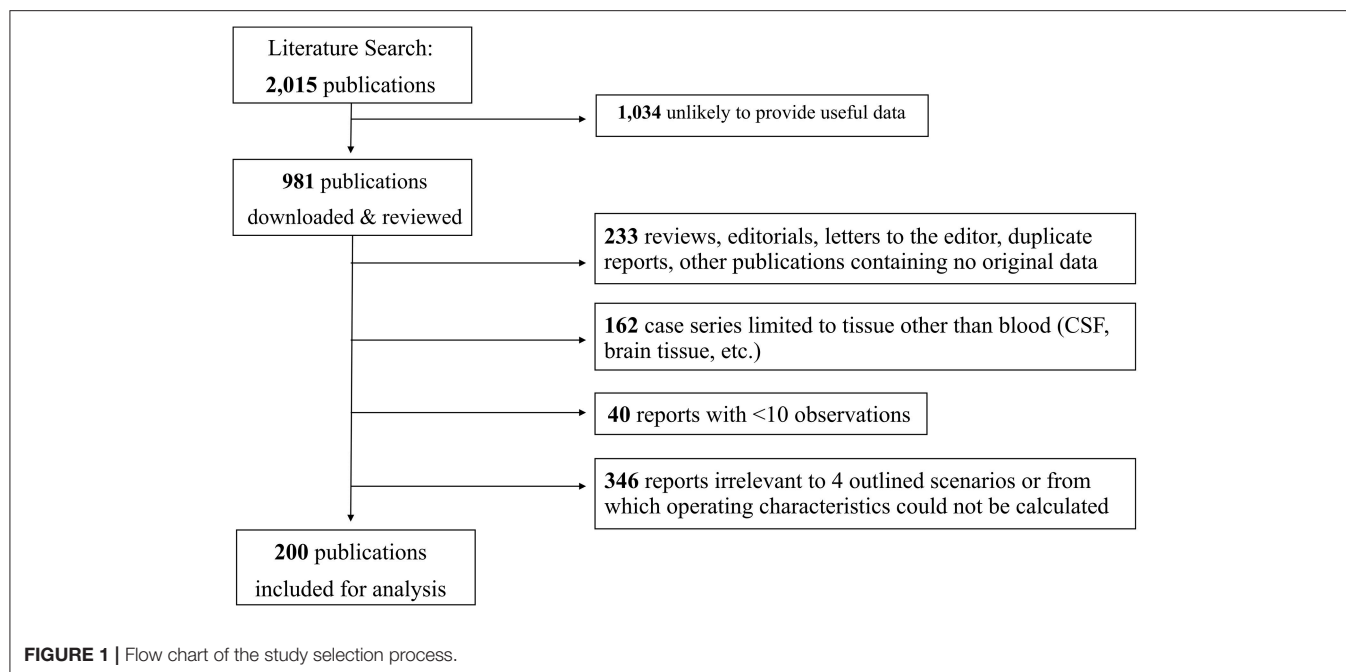 Literature Search:
2,015 publications
1,034 unlikely to provide useful data
981 publications
downloaded & reviewed
233 reviews, editorials, letters to the editor, duplicate
reports, other publications containing no original data
162 case series limited to tissue other than blood (CSF,
brain tissue, etc.)
40 reports with <10 observations
346 reports irrelevant to 4 outlined scenarios or from
which operating characteristics could not be calculated
200 publications
included for analysis
FIGURE 1 | Flow chart of the study selection process.